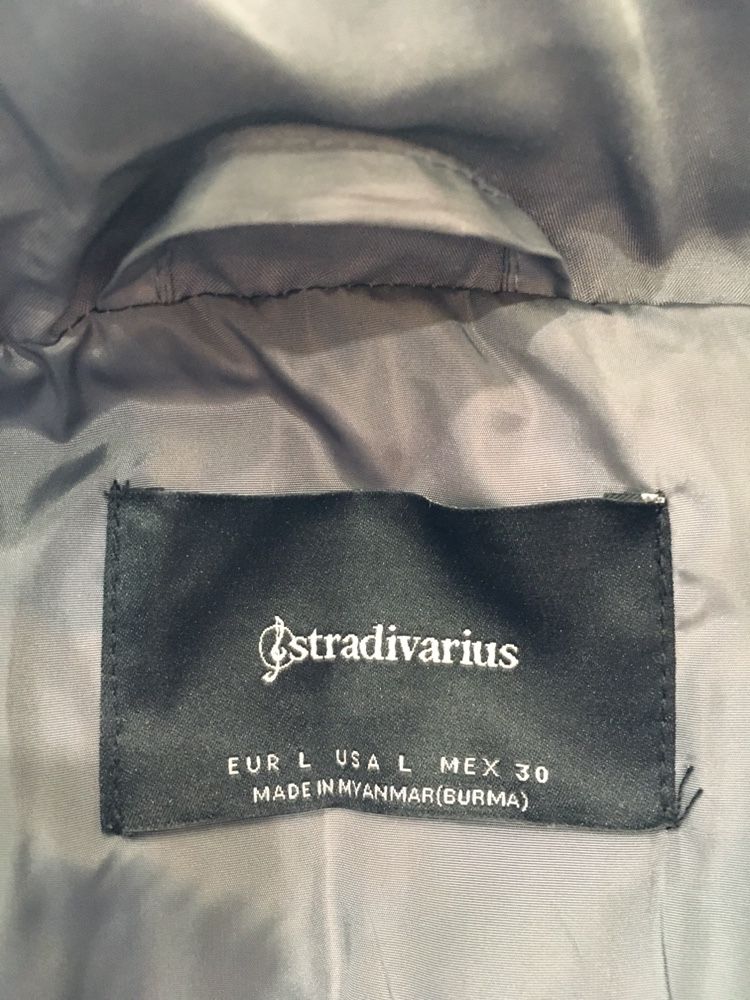 stradivarius
EUR L USA L MEX 30
MADE IN MYANMAR(BURMA)